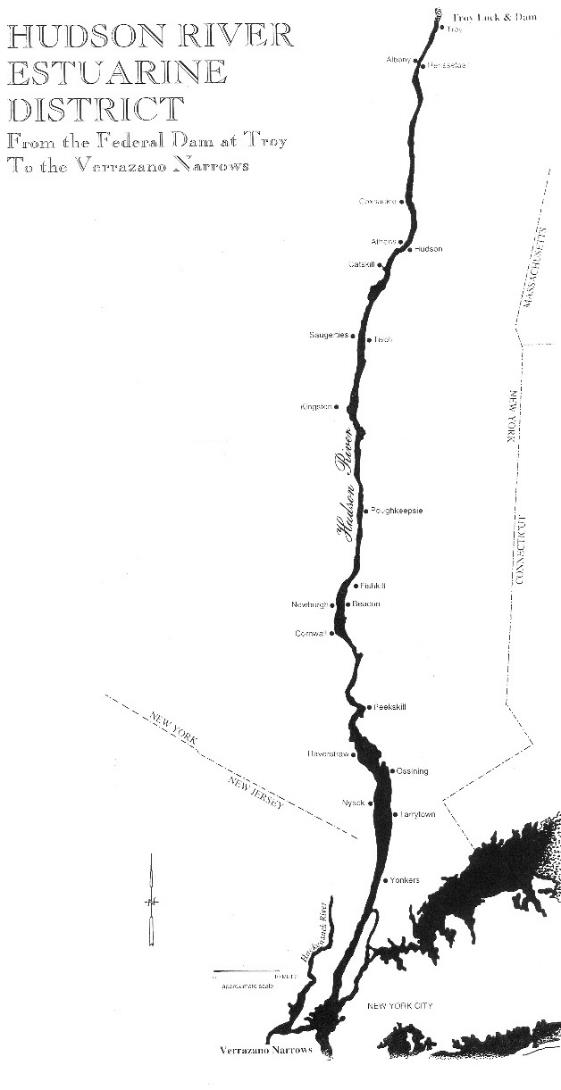 HUDSON RIVER
ESTUARINE
DISTRICT
From the Federal Dam at Troy
To the Verrazano Narrows
Troy Lock & Dam
Troy
Albany
Coxsackie
Athens
Hudson
Catskill
MASSACHUSETTS
Saugerties
Tivoli
NEW YORK
Kingston
Hudson River
Poughkeepsie
CONNECTICUT
Fishkill
Newburgh
Beacon
Cornwall
Peekskill
NEW YORK
NEW JERSEY
Haverstraw
Ossining
Nyack
Tarrytown
Yonkers
River
approximate scale
NEW YORK CITY
Verrazano Narrows